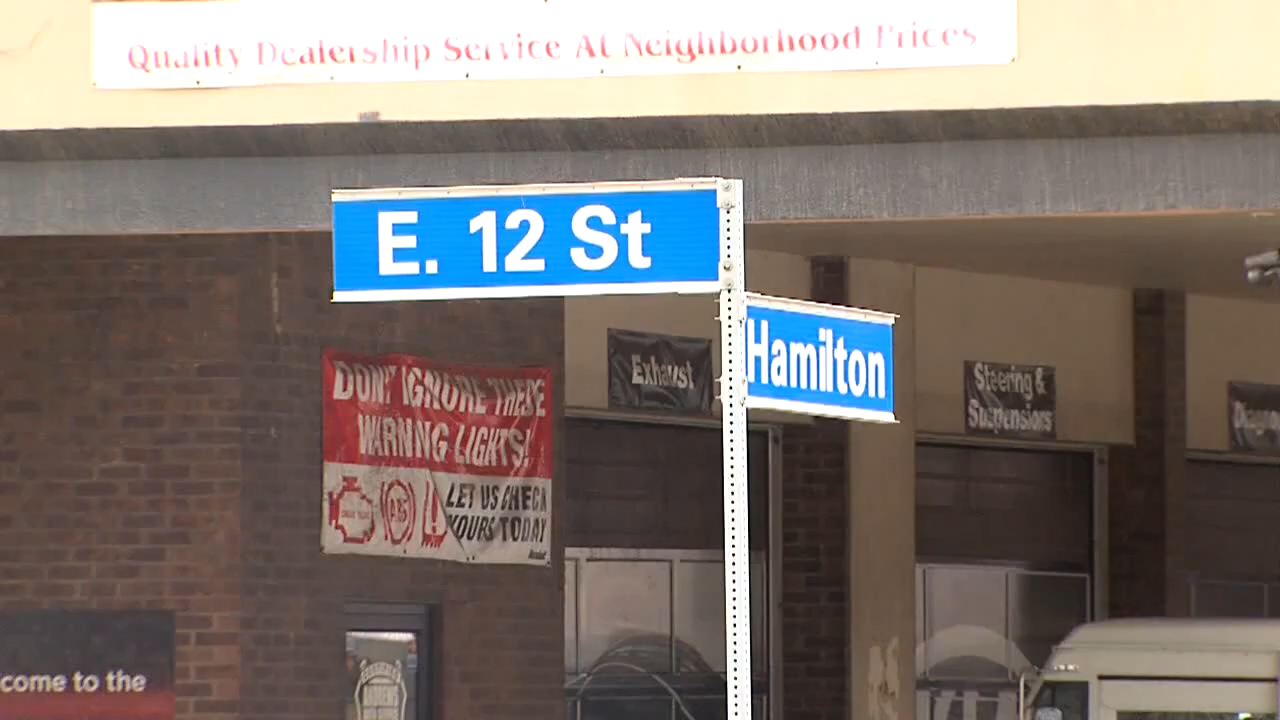 Quality Dealership Service At Neighborhood Prices
E. 12 St
Hamilton
DON'T IGNORE THESE
WARNING LIGHTS!
ABS
LET US CHECK
YOURS TODAY
Exhaust
Steering &
Suspensions
come to the